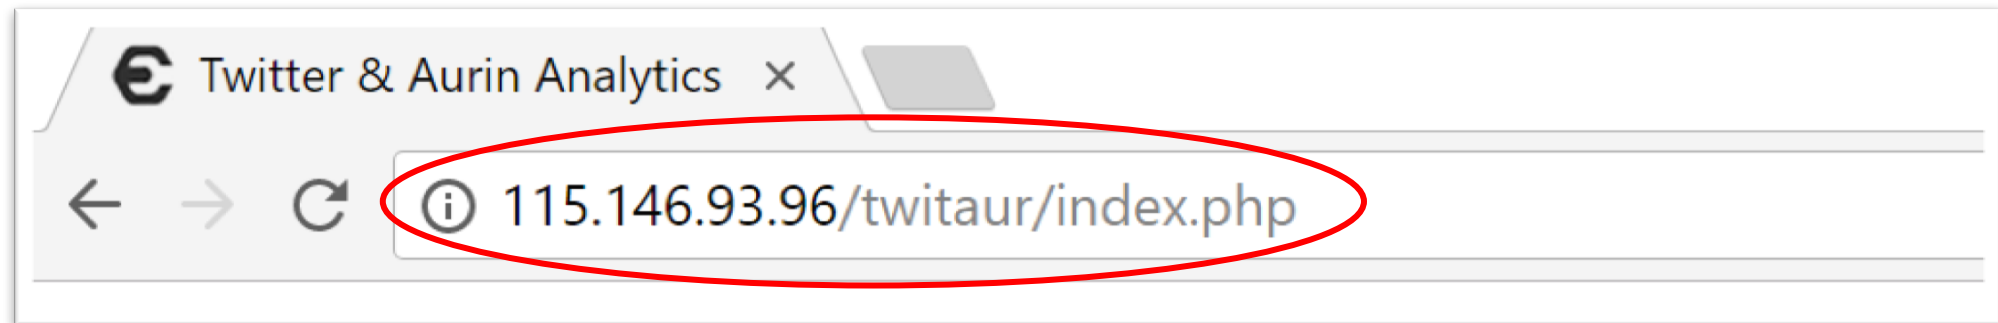 Twitter & Aurin Analytics
115.146.93.96/twitaur/index.php